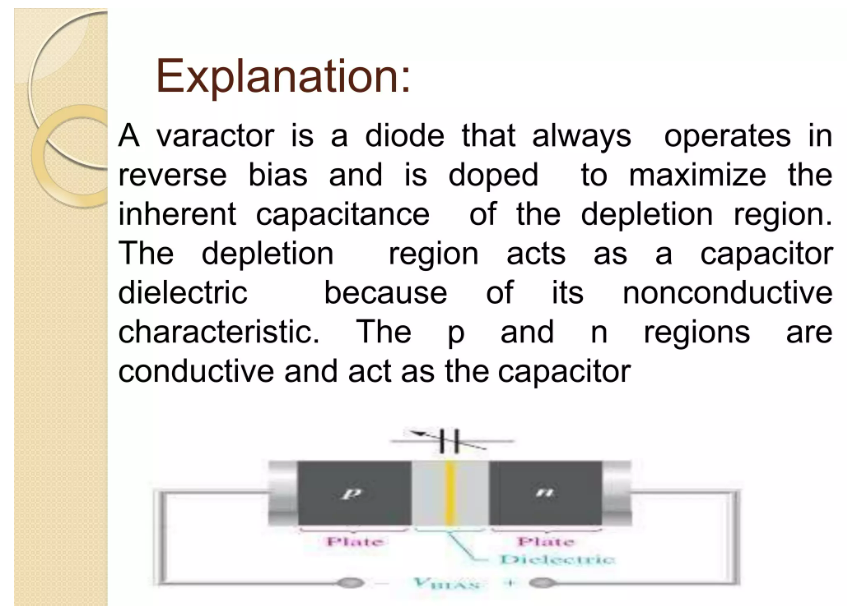 Explanation:
A varactor is a diode that always operates in
reverse bias and is doped to maximize the
inherent capacitance of the depletion region.
The depletion region acts as a capacitor
dielectric because of its nonconductive
characteristic. The p and n regions are
conductive and act as the capacitor
p n
Plate Plate
Dielectric
− VBIAS +